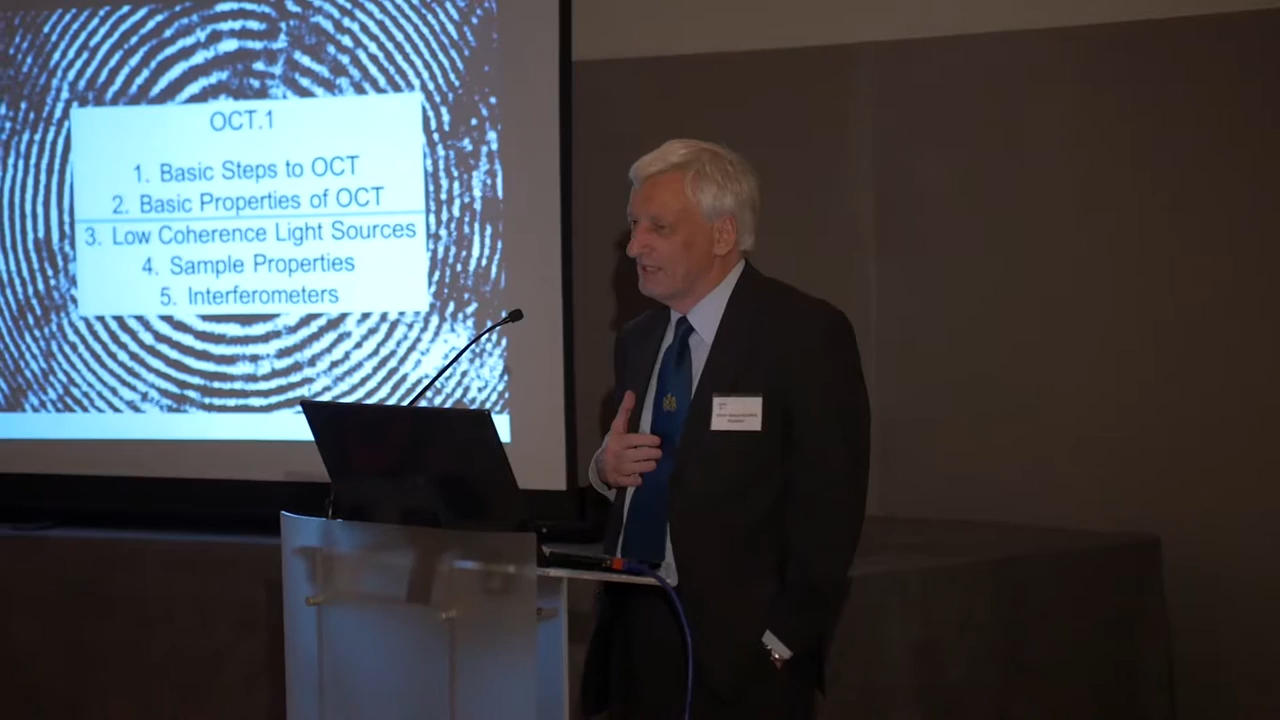 OCT.1
1. Basic Steps to OCT
2. Basic Properties of OCT
3. Low Coherence Light Sources
4. Sample Properties
5. Interferometers